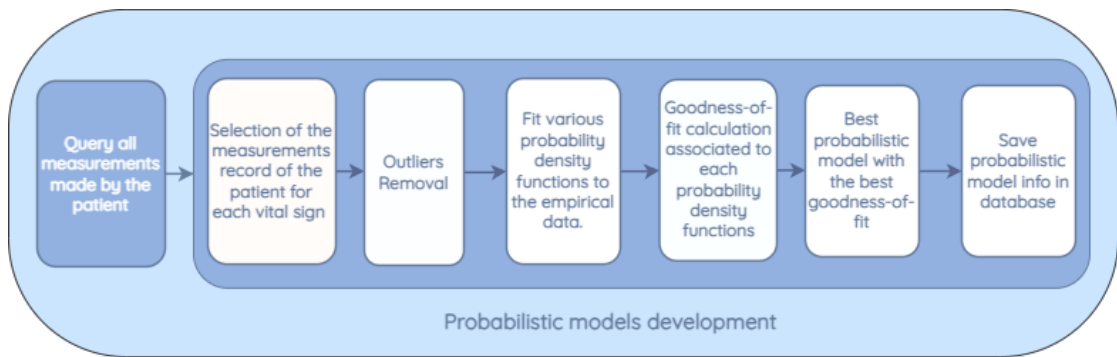 Query all
measurements
made by the
patient
Selection of the
measurements
record of the
patient for
each vital sign
Outliers
Removal
Fit various
probability
density
functions to
the empirical
data.
Goodness-of-
fit calculation
associated to
each
probability
density
functions
Best
probabilistic
model with
the best
goodness-of-
fit
Save
probabilistic
model info in
database
Probabilistic models development